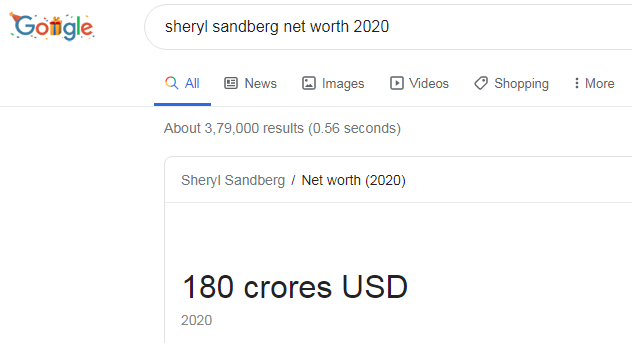 Google
sheryl sandberg net worth 2020
All News Images Videos Shopping More
About 3,79,000 results (0.56 seconds)
Sheryl Sandberg / Net worth (2020)
180 crores USD
2020